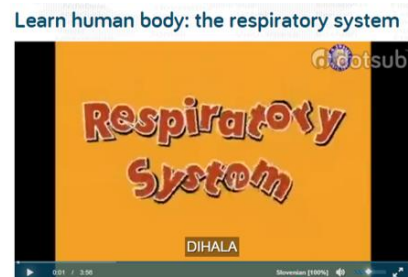 Learn human body: the respiratory system
dotsub
Respiratory
System
DIHALA
0:01 / 3:56
Slovenian [100%]